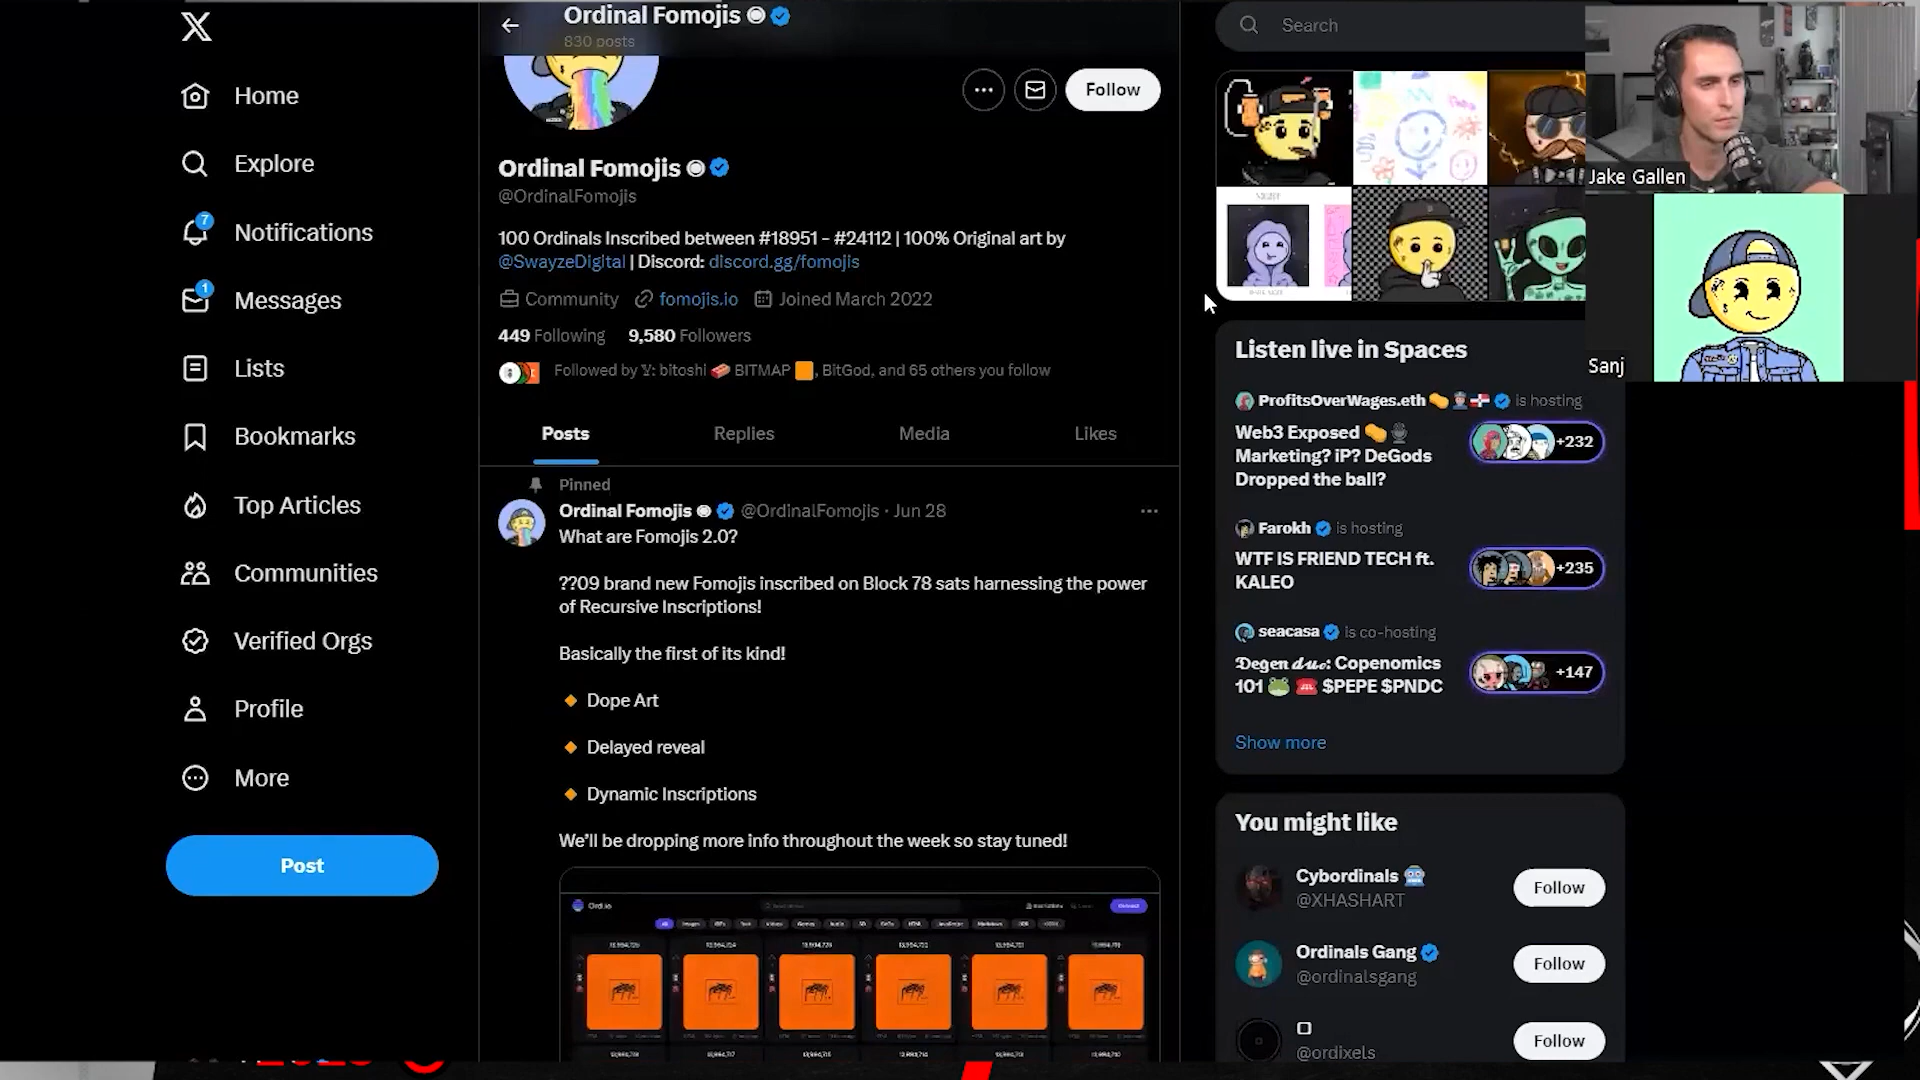 Ordinal Fomojis
830 posts
Search
Home
Explore
7
Notifications
1
Messages
Lists
Bookmarks
Top Articles
Communities
Verified Orgs
Profile
More
Post
Follow
Ordinal Fomojis
@OrdinalFomojis
100 Ordinals Inscribed between #18951 - #24112 | 100% Original art by
@SwayzeDigital | Discord: discord.gg/fomojis
Community fomojis.io Joined March 2022
449 Following 9,580 Followers
Followed by Y: bitoshi BITMAP , BitGod, and 65 others you follow
Posts Replies Media Likes
Pinned
Ordinal Fomojis @OrdinalFomojis · Jun 28
What are Fomojis 2.0?
??09 brand new Fomojis inscribed on Block 78 sats harnessing the power
of Recursive Inscriptions!
Basically the first of its kind!
Dope Art
Delayed reveal
Dynamic Inscriptions
We'll be dropping more info throughout the week so stay tuned!
Ord.io
Jake Gallen
Sanj
Listen live in Spaces
ProfitsOverWages.eth is hosting
Web3 Exposed
Marketing? iP? DeGods
Dropped the ball?
+232
Farokh is hosting
WTF IS FRIEND TECH ft.
KALEO
+235
seacasa is co-hosting
Degen duo: Copenomics
101 $PEPE $PNDC
+147
Show more
You might like
Cybordinals
@XHASHART
Follow
Ordinals Gang
@ordinalsgang
Follow
@ordixels
Follow